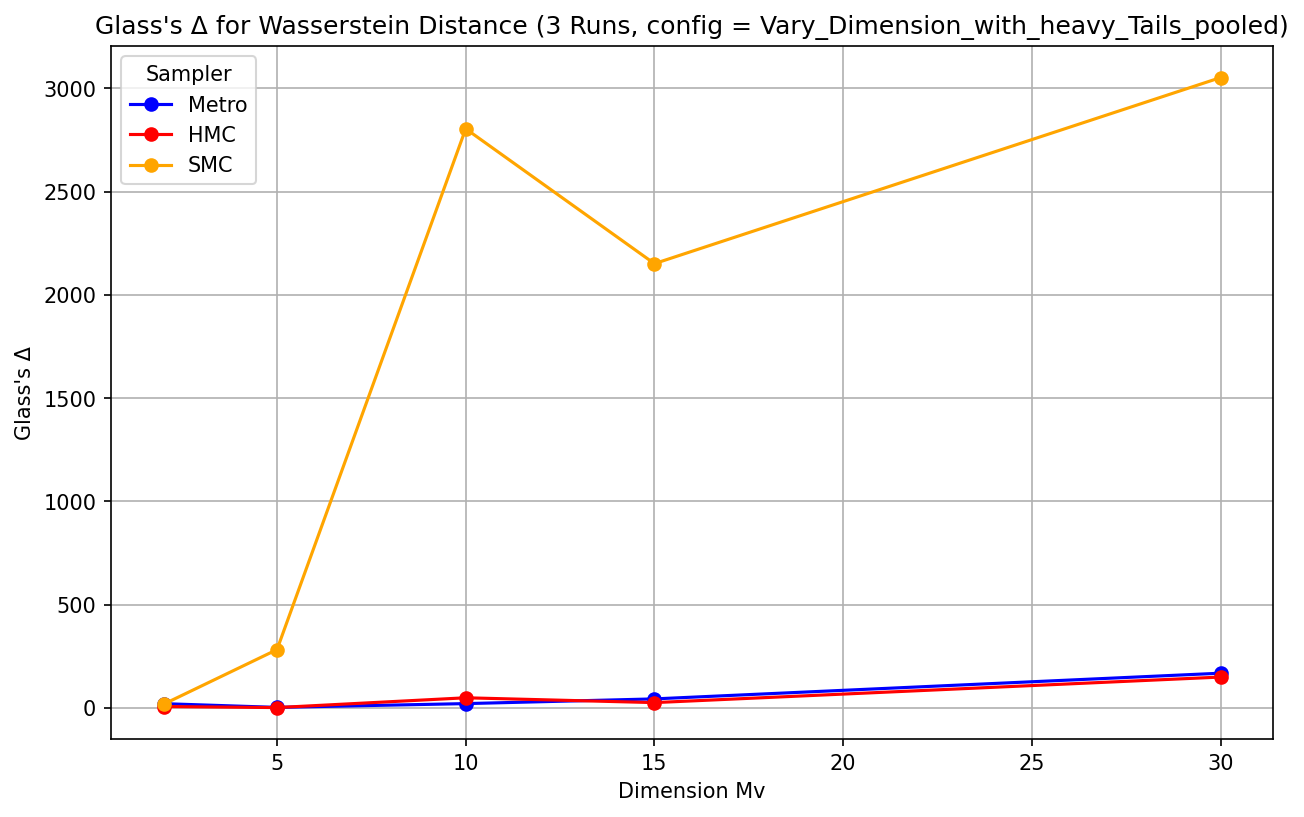 Glass's Δ for Wasserstein Distance (3 Runs, config = Vary_Dimension_with_heavy_Tails_pooled)
Sampler
Metro
HMC
SMC
3000
2500
2000
1500
1000
500
0
Glass's Δ
5 10 15 20 25 30
Dimension Mv